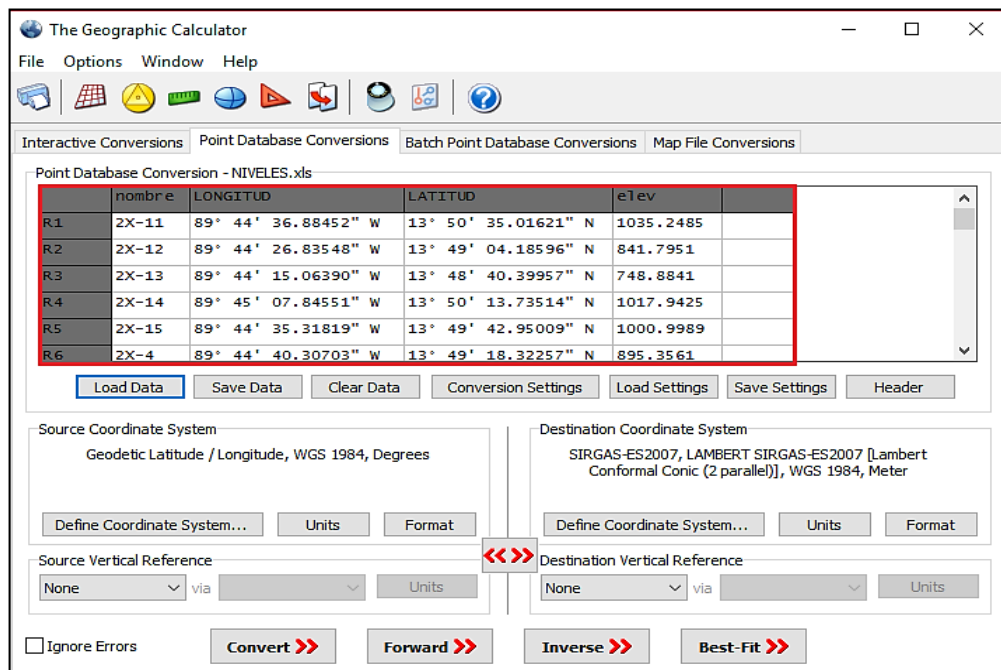 The Geographic Calculator
File Options Window Help
Interactive Conversions Point Database Conversions Batch Point Database Conversions Map File Conversions
Point Database Conversion - NIVELES.xls
nombre LONGITUD LATITUD elev
R1 2X-11 89° 44' 36.88452" W 13° 50' 35.01621" N 1035.2485
R2 2X-12 89° 44' 26.83548" W 13° 49' 04.18596" N 841.7951
R3 2X-13 89° 44' 15.06390" W 13° 48' 40.39957" N 748.8841
R4 2X-14 89° 45' 07.84551" W 13° 50' 13.73514" N 1017.9425
R5 2X-15 89° 44' 35.31819" W 13° 49' 42.95009" N 1000.9989
R6 2X-4 89° 44' 40.30703" W 13° 49' 18.32257" N 895.3561
Load Data Save Data Clear Data Conversion Settings Load Settings Save Settings Header
Source Coordinate System
Geodetic Latitude / Longitude, WGS 1984, Degrees
Define Coordinate System... Units Format
Destination Coordinate System
SIRGAS-ES2007, LAMBERT SIRGAS-ES2007 [Lambert
Conformal Conic (2 parallel)], WGS 1984, Meter
Define Coordinate System... Units Format
Source Vertical Reference
None via Units
Destination Vertical Reference
None via Units
Ignore Errors Convert Forward Inverse Best-Fit